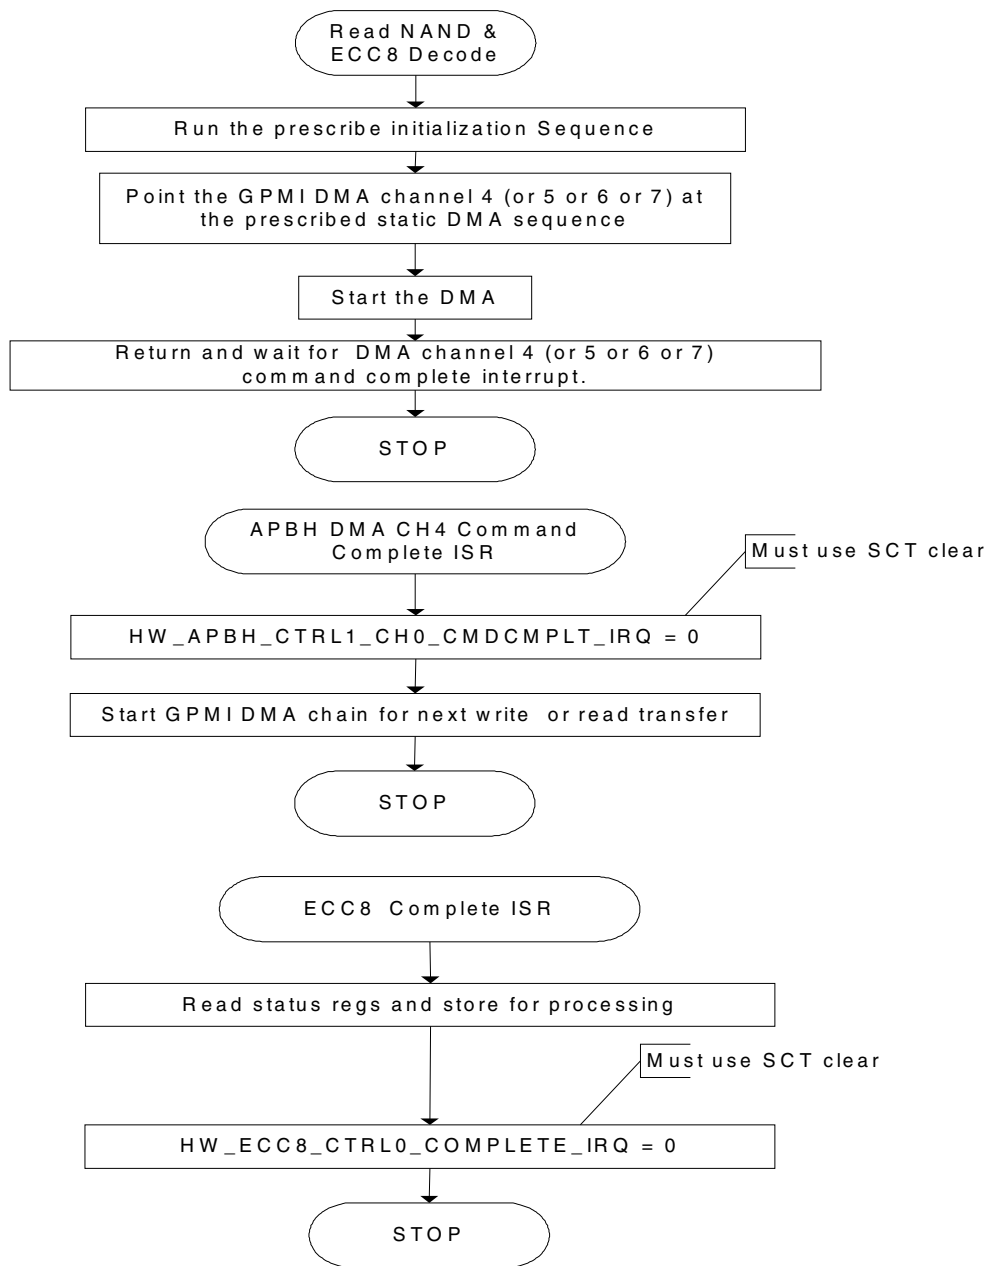 Read NAND &
ECC8 Decode
Run the prescribe initialization Sequence
Point the GPMI DMA channel 4 (or 5 or 6 or 7) at
the prescribed static DMA sequence
Start the DMA
Return and wait for DMA channel 4 (or 5 or 6 or 7)
command complete interrupt.
STOP
APBH DMA CH4 Command
Complete ISR
Must use SCT clear
HW_APBH_CTRL1_CH0_CMDCMPLT_IRQ = 0
Start GPMI DMA chain for next write or read transfer
STOP
ECC8 Complete ISR
Read status regs and store for processing
Must use SCT clear
HW_ECC8_CTRL0_COMPLETE_IRQ = 0
STOP